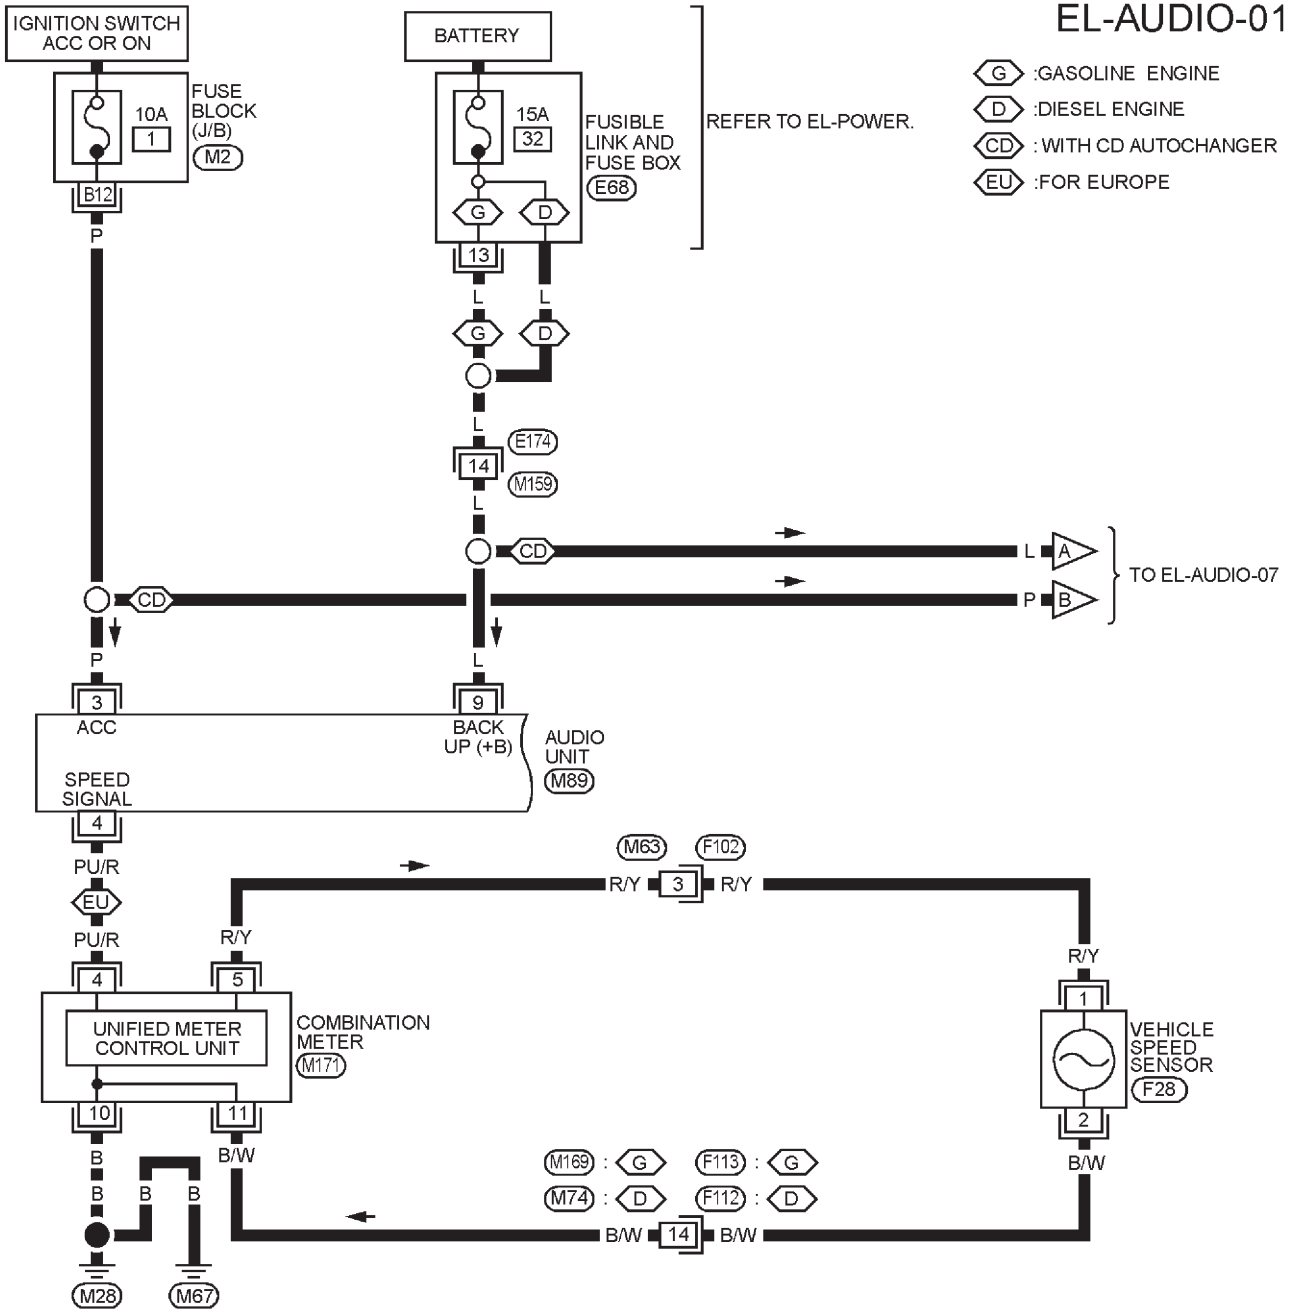 EL-AUDIO-01
IGNITION SWITCH
ACC OR ON
BATTERY
G :GASOLINE ENGINE
D :DIESEL ENGINE
CD : WITH CD AUTOCHANGER
EU :FOR EUROPE
10A
1
FUSE
BLOCK
(J/B)
M2
15A
32
FUSIBLE
LINK AND
FUSE BOX
E68
REFER TO EL-POWER.
B12
P
G
D
13
L
L
G
D
L
E174
14
M159
L
CD
L
A
CD
P
B
TO EL-AUDIO-07
P
L
3
9
ACC
BACK
UP (+B)
AUDIO
UNIT
M89
SPEED
SIGNAL
4
PU/R
EU
PU/R
R/Y
M63
F102
R/Y
3
R/Y
R/Y
4
5
1
UNIFIED METER
CONTROL UNIT
COMBINATION
METER
M171
VEHICLE
SPEED
SENSOR
F28
10
11
2
B
B/W
B/W
M169 : G
F113 : G
M74 : D
F112 : D
B
B
B
B/W
14
B/W
M28
M67